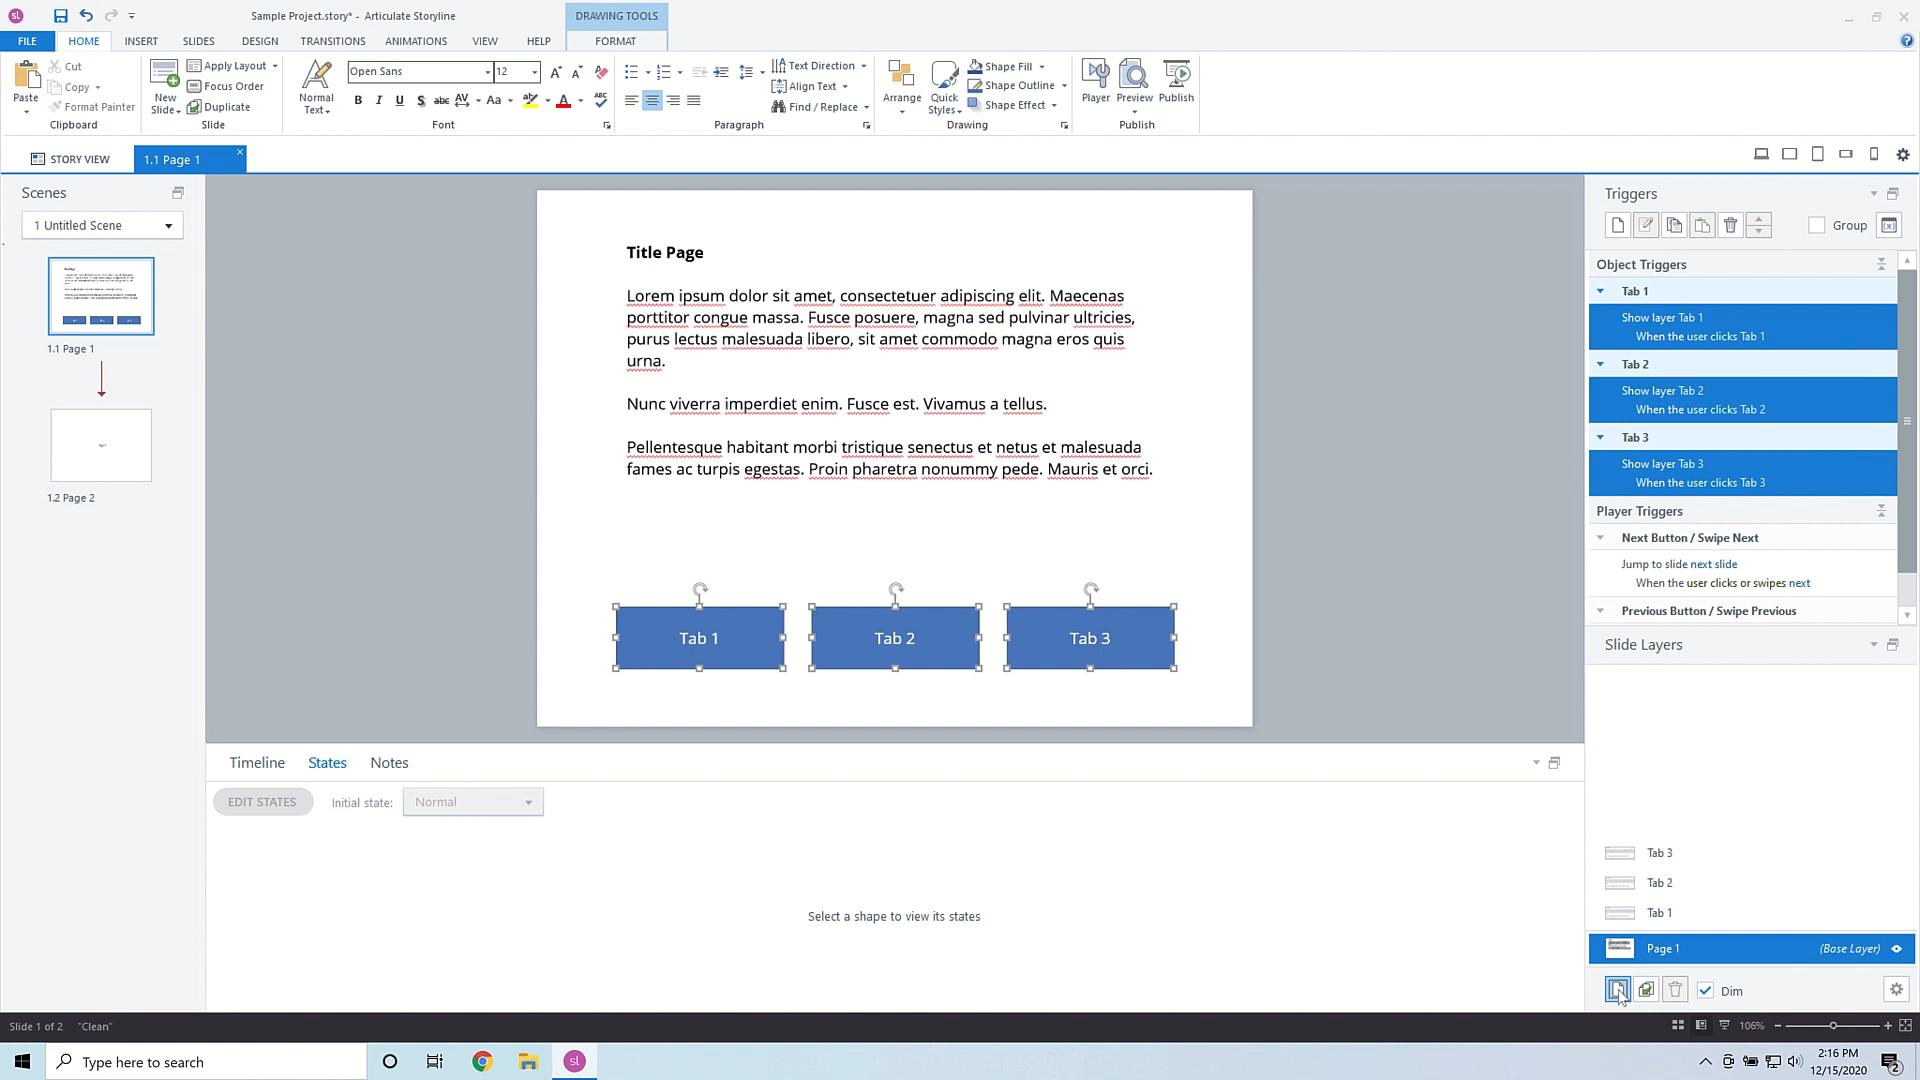 sl
Sample Project.story* - Articulate Storyline
DRAWING TOOLS
FILE HOME INSERT SLIDES DESIGN TRANSITIONS ANIMATIONS VIEW HELP FORMAT
Paste
Cut
Copy
Format Painter
Clipboard
New Slide
Apply Layout
Focus Order
Duplicate
Slide
Normal Text
Open Sans 12
B I U S abc AV Aa A ABC
Font
Text Direction
Align Text
Find / Replace
Paragraph
Arrange
Quick Styles
Shape Fill
Shape Outline
Shape Effect
Drawing
Player Preview Publish
Publish
STORY VIEW 1.1 Page 1
Scenes
1 Untitled Scene
1.1 Page 1
1.2 Page 2
Title Page
Lorem ipsum dolor sit amet, consectetuer adipiscing elit. Maecenas
porttitor congue massa. Fusce posuere, magna sed pulvinar ultricies,
purus lectus malesuada libero, sit amet commodo magna eros quis
urna.
Nunc viverra imperdiet enim. Fusce est. Vivamus a tellus.
Pellentesque habitant morbi tristique senectus et netus et malesuada
fames ac turpis egestas. Proin pharetra nonummy pede. Mauris et orci.
Tab 1 Tab 2 Tab 3
Timeline States Notes
EDIT STATES Initial state: Normal
Select a shape to view its states
Triggers
Group
Object Triggers
Tab 1
Show layer Tab 1
When the user clicks Tab 1
Tab 2
Show layer Tab 2
When the user clicks Tab 2
Tab 3
Show layer Tab 3
When the user clicks Tab 3
Player Triggers
Next Button / Swipe Next
Jump to slide next slide
When the user clicks or swipes next
Previous Button / Swipe Previous
Slide Layers
Tab 3
Tab 2
Tab 1
Page 1 (Base Layer)
Dim
Slide 1 of 2 "Clean"
106%
Type here to search
sl
2:16 PM
12/15/2020
2